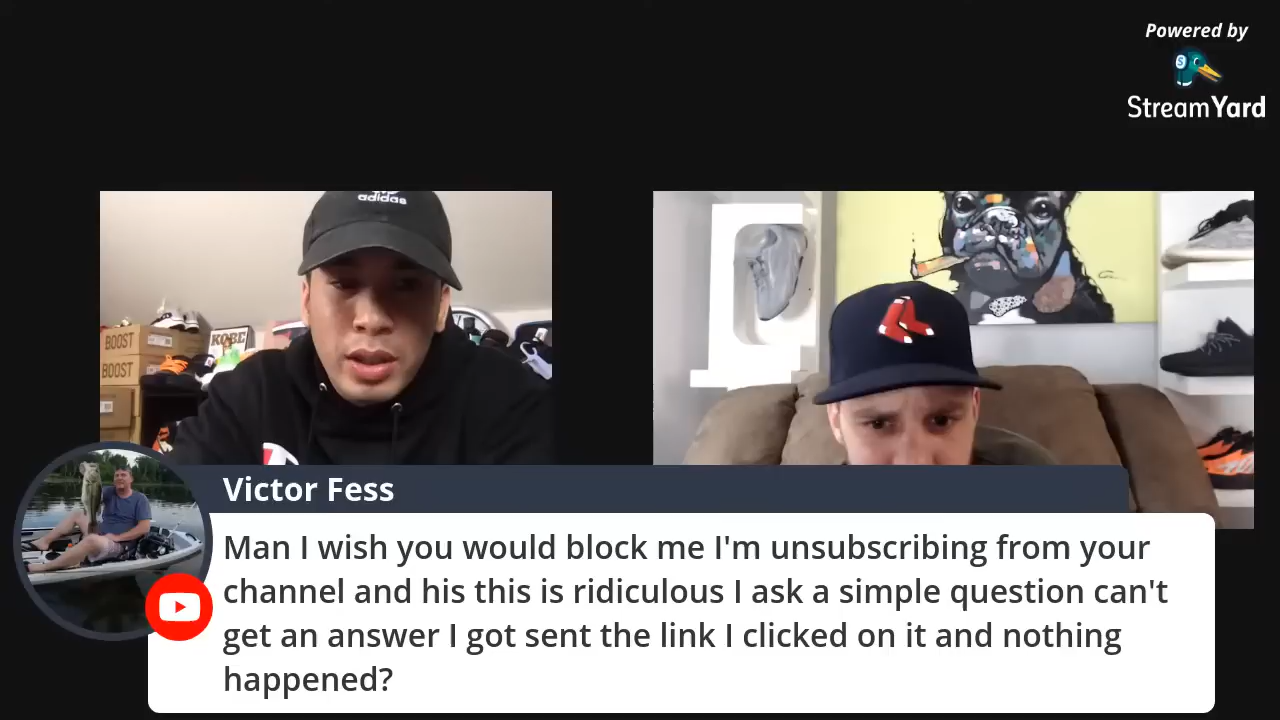 Powered by
StreamYard
adidas
KOBE
BOOST
BOOST
Victor Fess
Man I wish you would block me I'm unsubscribing from your
channel and his this is ridiculous I ask a simple question can't
get an answer I got sent the link I clicked on it and nothing
happened?